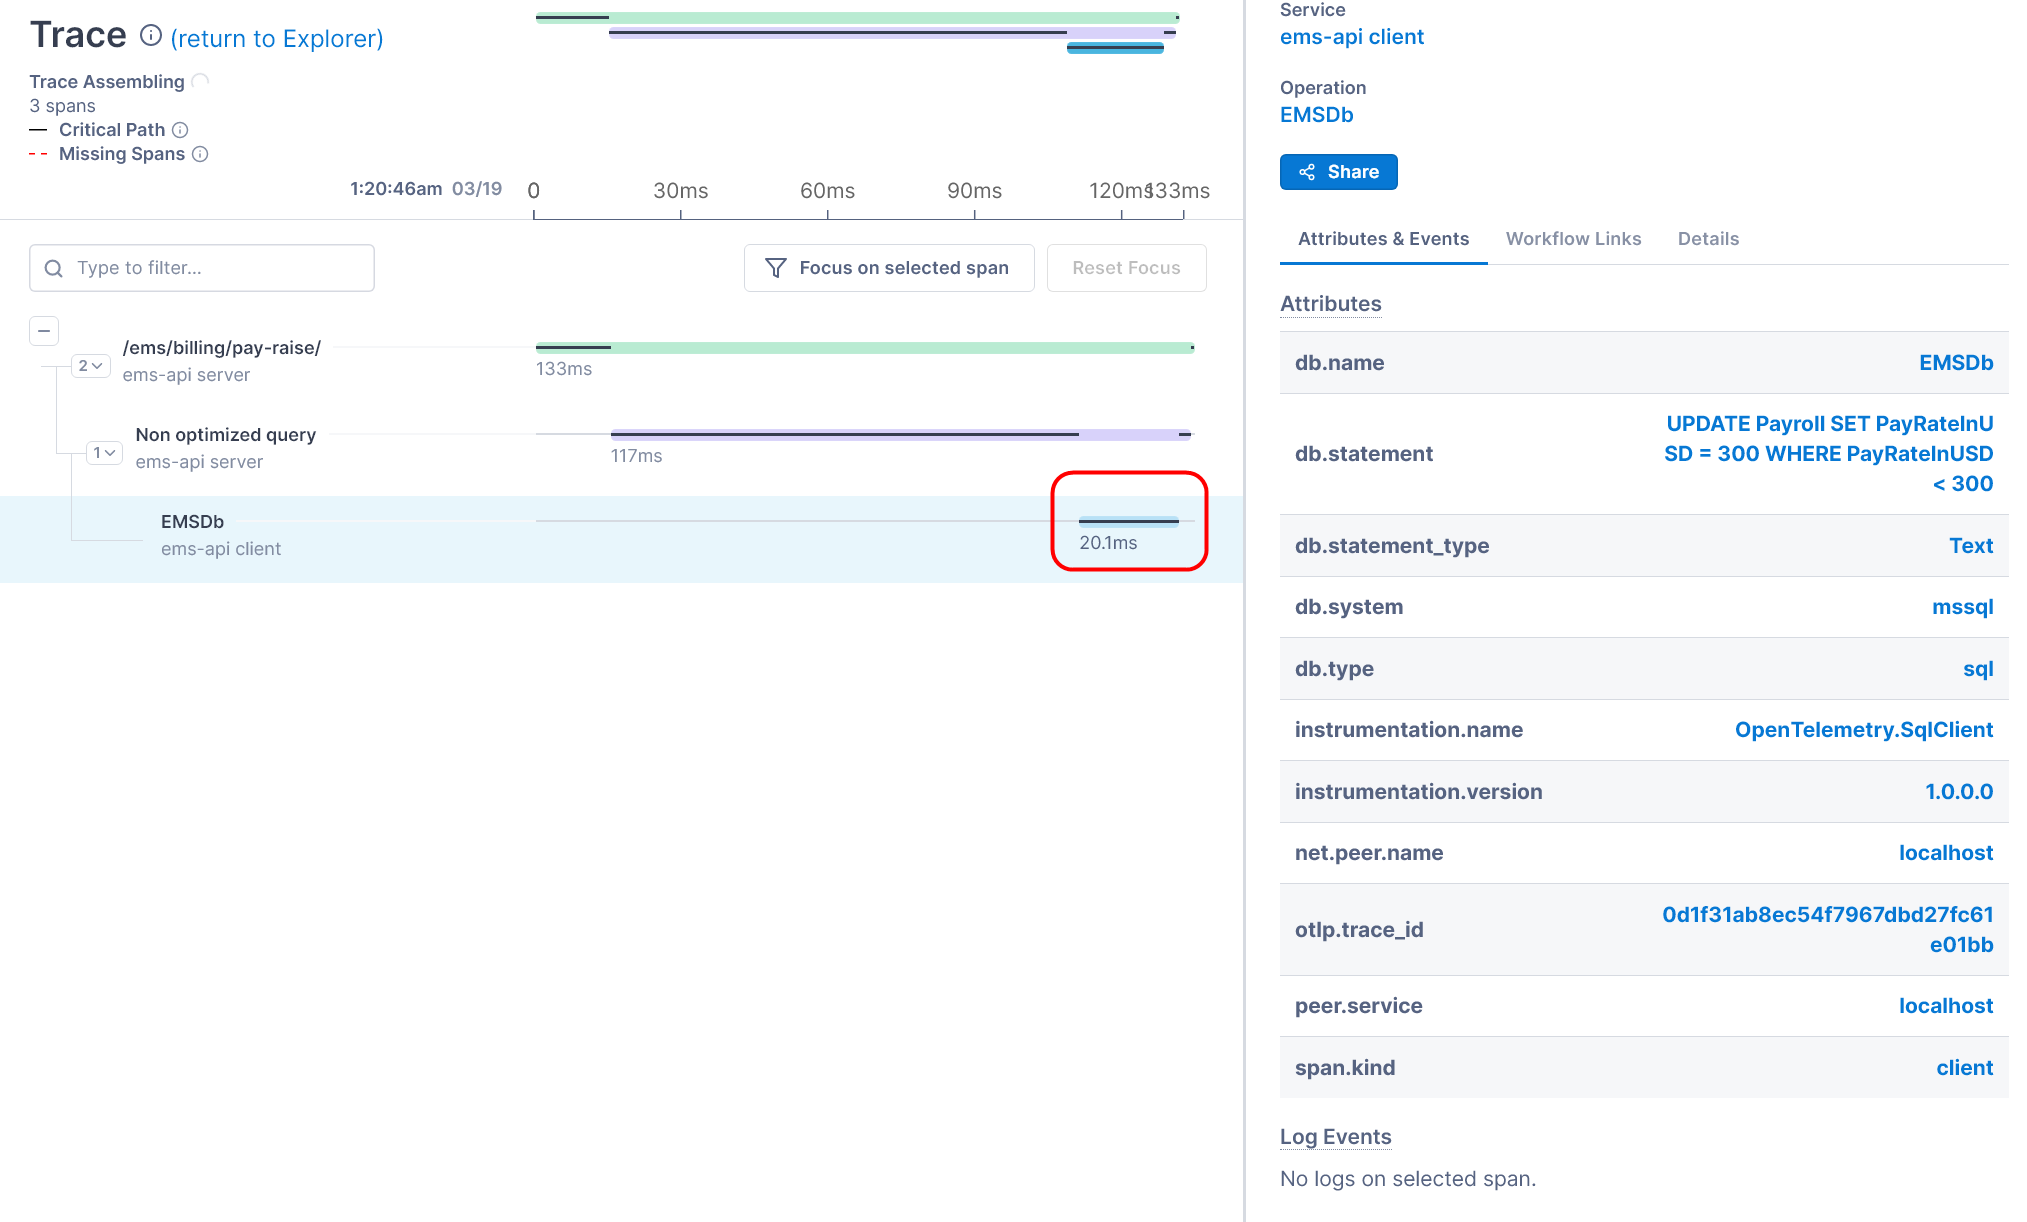 Trace (return to Explorer)
Trace Assembling
3 spans
Critical Path
Missing Spans
1:20:46am 03/19
0 30ms 60ms 90ms 120ms 133ms
Type to filter...
Focus on selected span
Reset Focus
2
/ems/billing/pay-raise/
ems-api server
133ms
1
Non optimized query
ems-api server
117ms
EMSDb
ems-api client
20.1ms
Service
ems-api client
Operation
EMSDb
Share
Attributes & Events Workflow Links Details
Attributes
db.name EMSDb
db.statement
UPDATE Payroll SET PayRateInU
SD = 300 WHERE PayRateInUSD
< 300
db.statement_type Text
db.system mssql
db.type sql
instrumentation.name OpenTelemetry.SqlClient
instrumentation.version 1.0.0.0
net.peer.name localhost
otlp.trace_id
0d1f31ab8ec54f7967dbd27fc61
e01bb
peer.service localhost
span.kind client
Log Events
No logs on selected span.